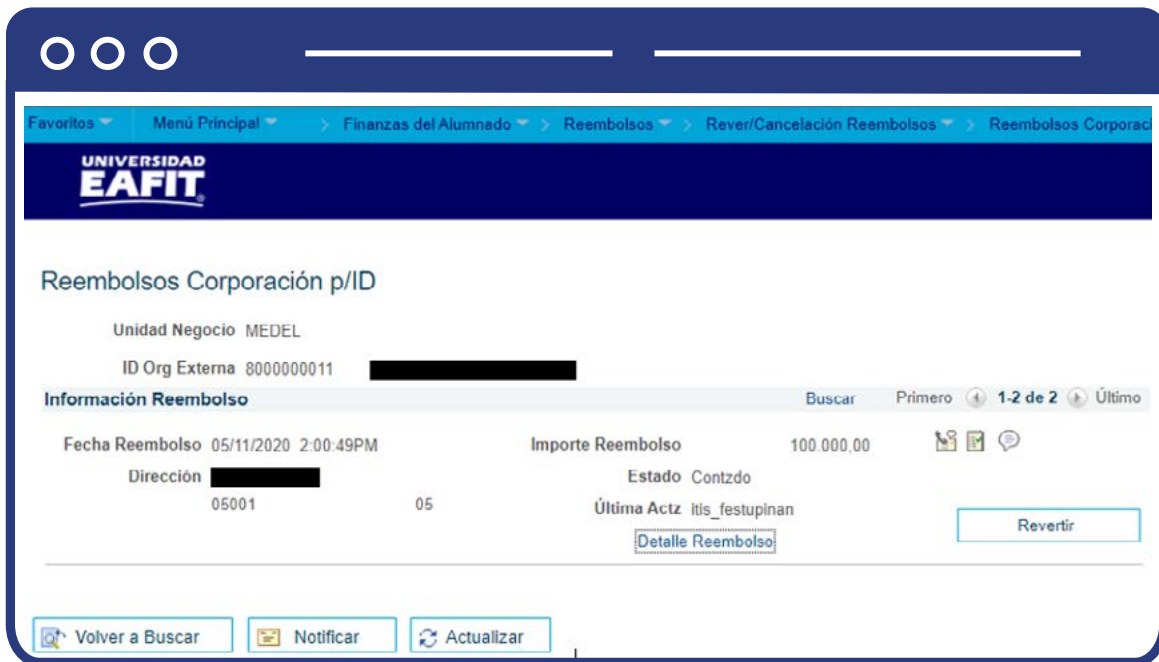 Favoritos Menú Principal > Finanzas del Alumnado > Reembolsos > Rever/Cancelación Reembolsos > Reembolsos Corporaci
UNIVERSIDAD
EAFIT
Reembolsos Corporación p/ID
Unidad Negocio MEDEL
ID Org Externa 8000000011
Información Reembolso Buscar Primero 1-2 de 2 Último
Fecha Reembolso 05/11/2020 2:00:49PM Importe Reembolso 100.000,00
Dirección Estado Contzdo
05001 05 Última Actz itis_festupinan
Revertir
Detalle Reembolso
Volver a Buscar Notificar Actualizar